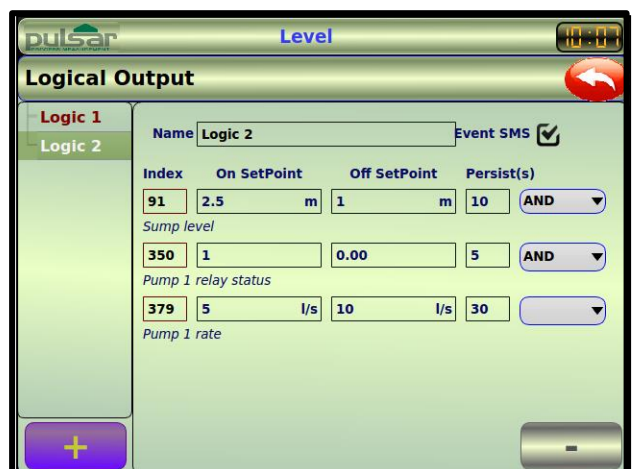 pulsar Level 10:07
Logical Output
Logic 1
Logic 2
Name Logic 2 Event SMS
Index On SetPoint Off SetPoint Persist(s)
91 2.5 m 1 m 10 AND
Sump level
350 1 0.00 5 AND
Pump 1 relay status
379 5 l/s 10 l/s 30
Pump 1 rate
+ -